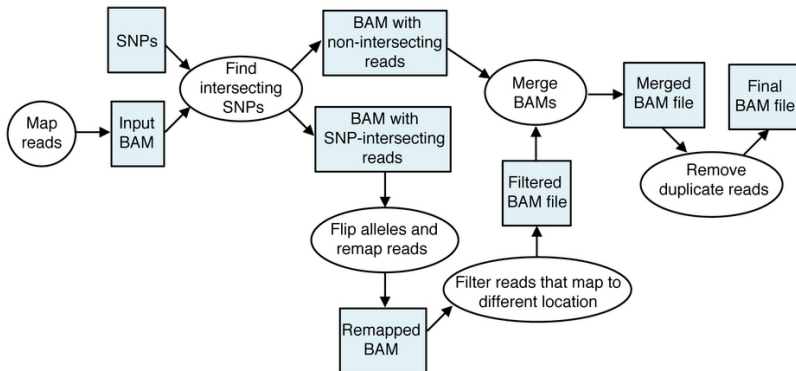 SNPs
Map
reads
Input
BAM
Find
intersecting
SNPs
BAM with
non-intersecting
reads
BAM with
SNP-intersecting
reads
Flip alleles and
remap reads
Remapped
BAM
Filter reads that map to
different location
Filtered
BAM file
Merge
BAMs
Merged
BAM file
Remove
duplicate reads
Final
BAM file